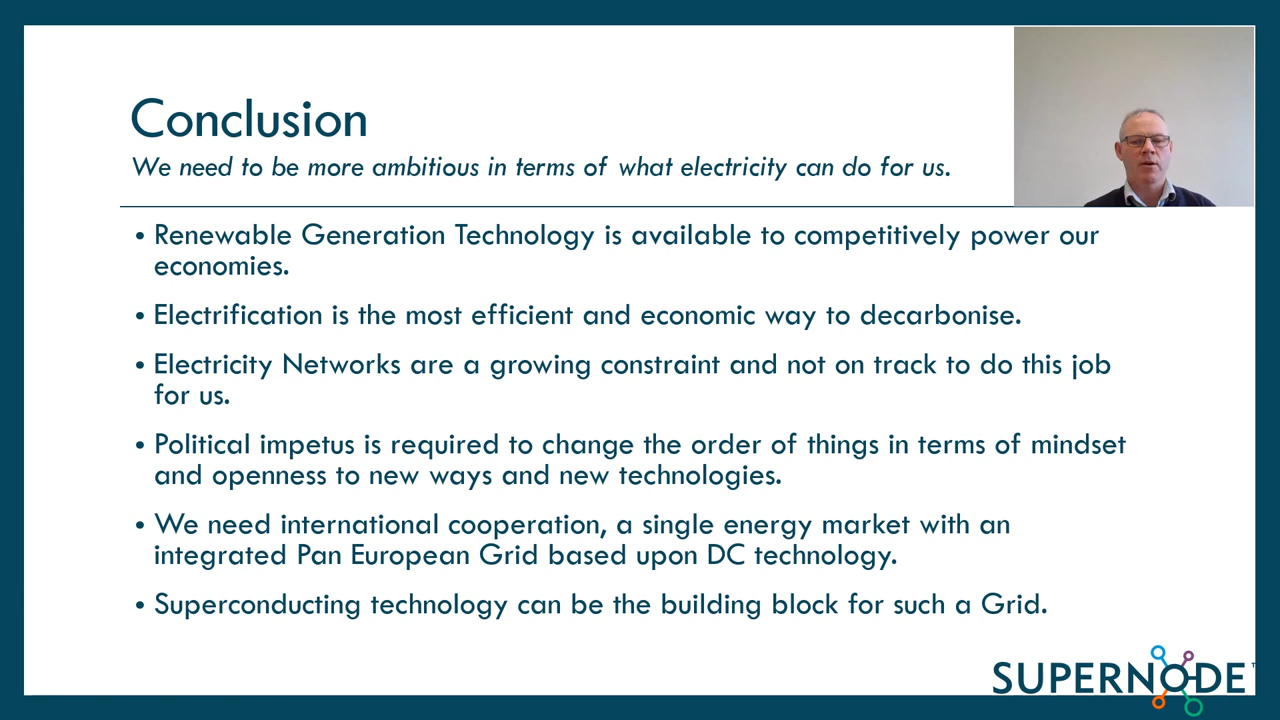 Conclusion
We need to be more ambitious in terms of what electricity can do for us.
• Renewable Generation Technology is available to competitively power our
economies.
• Electrification is the most efficient and economic way to decarbonise.
• Electricity Networks are a growing constraint and not on track to do this job
for us.
• Political impetus is required to change the order of things in terms of mindset
and openness to new ways and new technologies.
• We need international cooperation, a single energy market with an
integrated Pan European Grid based upon DC technology.
• Superconducting technology can be the building block for such a Grid.
SUPERNODE